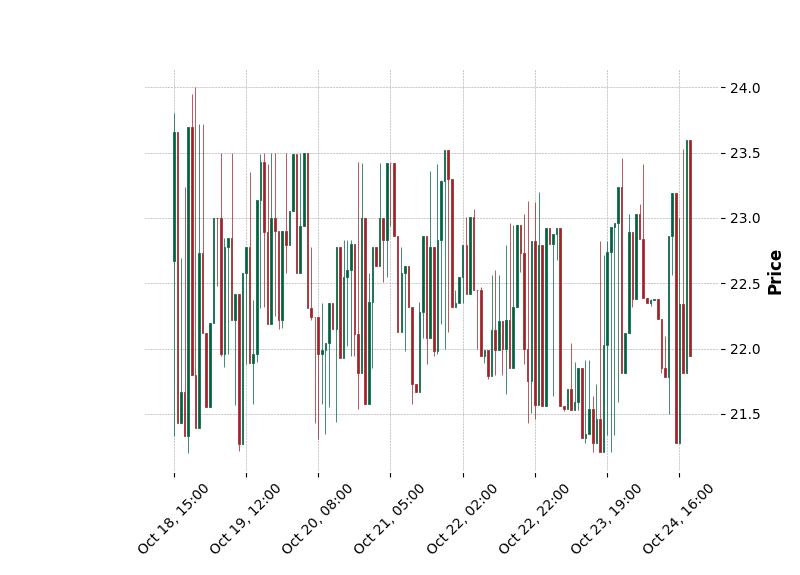 24.0
23.5
23.0
22.5
22.0
21.5
Price
Oct 18, 15:00
Oct 19, 12:00
Oct 20, 08:00
Oct 21, 05:00
Oct 22, 02:00
Oct 22, 22:00
Oct 23, 19:00
Oct 24, 16:00